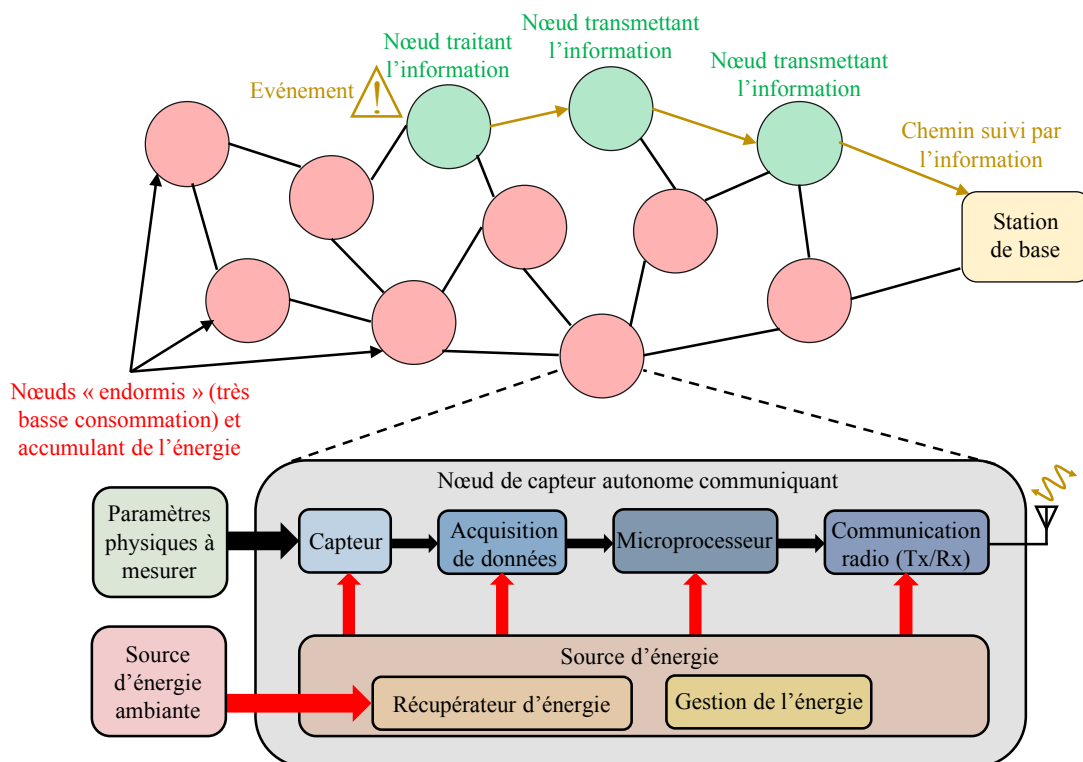 Nœud traitant
l’information
Nœud transmettant
l’information
Nœud transmettant
l’information
Evénement
Chemin suivi par
l’information
Station
de base
Nœuds « endormis » (très
basse consommation) et
accumulant de l’énergie
Nœud de capteur autonome communiquant
Paramètres
physiques à
mesurer
Capteur
Acquisition
de données
Microprocesseur
Communication
radio (Tx/Rx)
Source
d’énergie
ambiante
Source d’énergie
Récupérateur d’énergie
Gestion de l’énergie